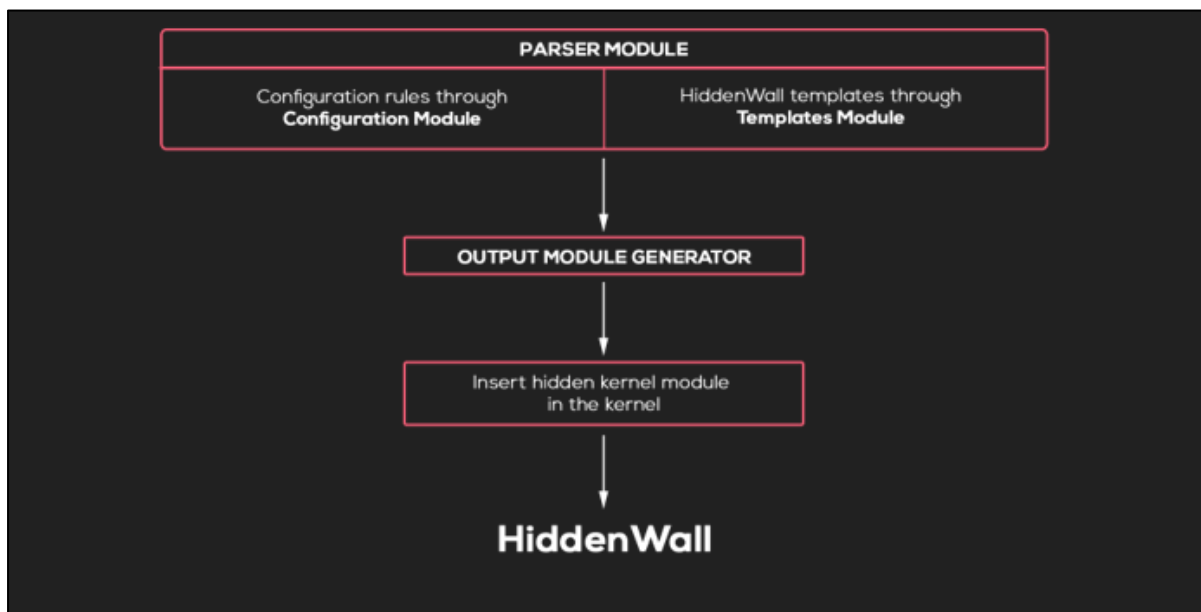 PARSER MODULE
Configuration rules through
Configuration Module
HiddenWall templates through
Templates Module
OUTPUT MODULE GENERATOR
Insert hidden kernel module
in the kernel
HiddenWall